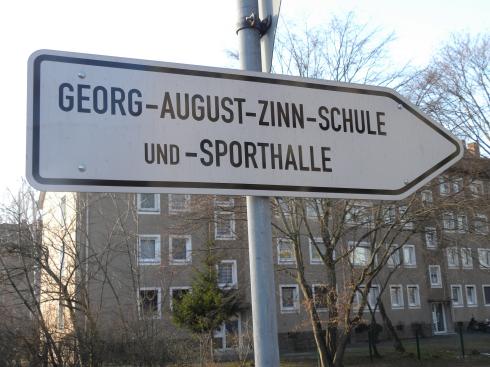 GEORG-AUGUST-ZINN-SCHULE
UND -SPORTHALLE